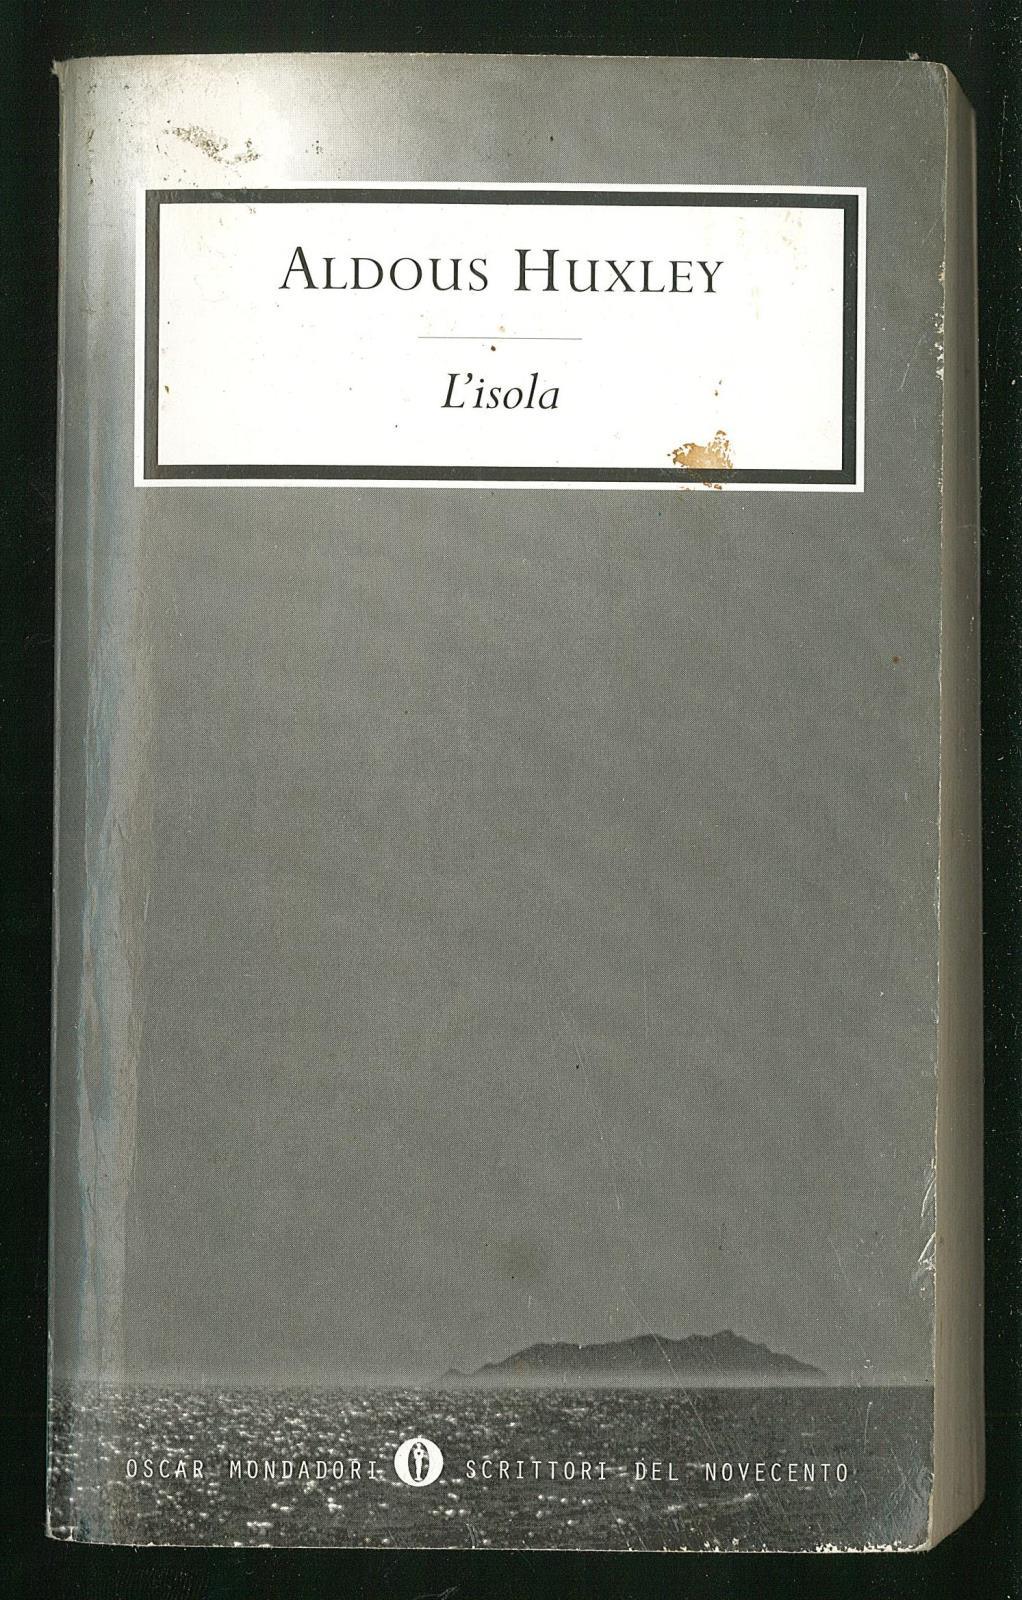 ALDOUS HUXLEY
L'isola
OSCAR MONDADORI SCRITTORI DEL NOVECENTO